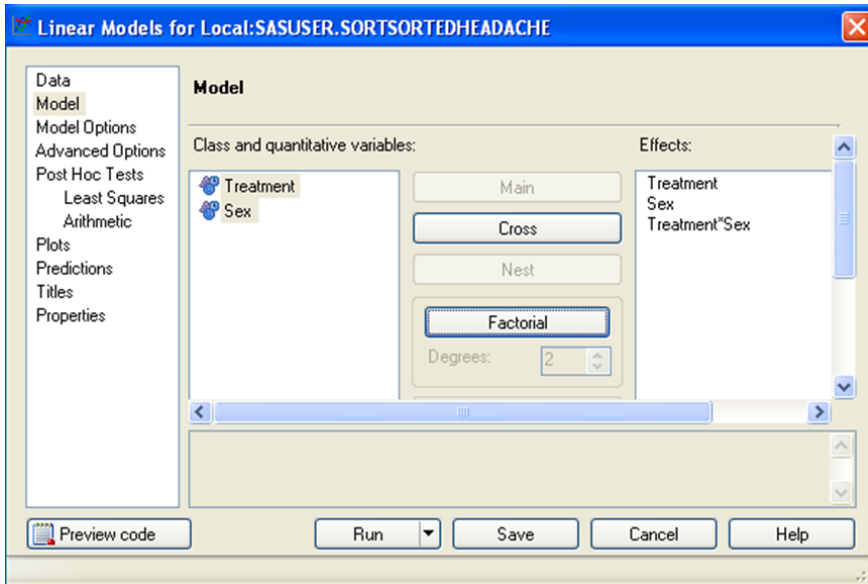 Linear Models for Local:SASUSER.SORTSORTEDHEADACHE
Data
Model
Model Options
Advanced Options
Post Hoc Tests
Least Squares
Arithmetic
Plots
Predictions
Titles
Properties
Model
Class and quantitative variables:
Treatment
Sex
Main
Cross
Nest
Factorial
Degrees: 2
Effects:
Treatment
Sex
Treatment*Sex
Preview code
Run
Save
Cancel
Help